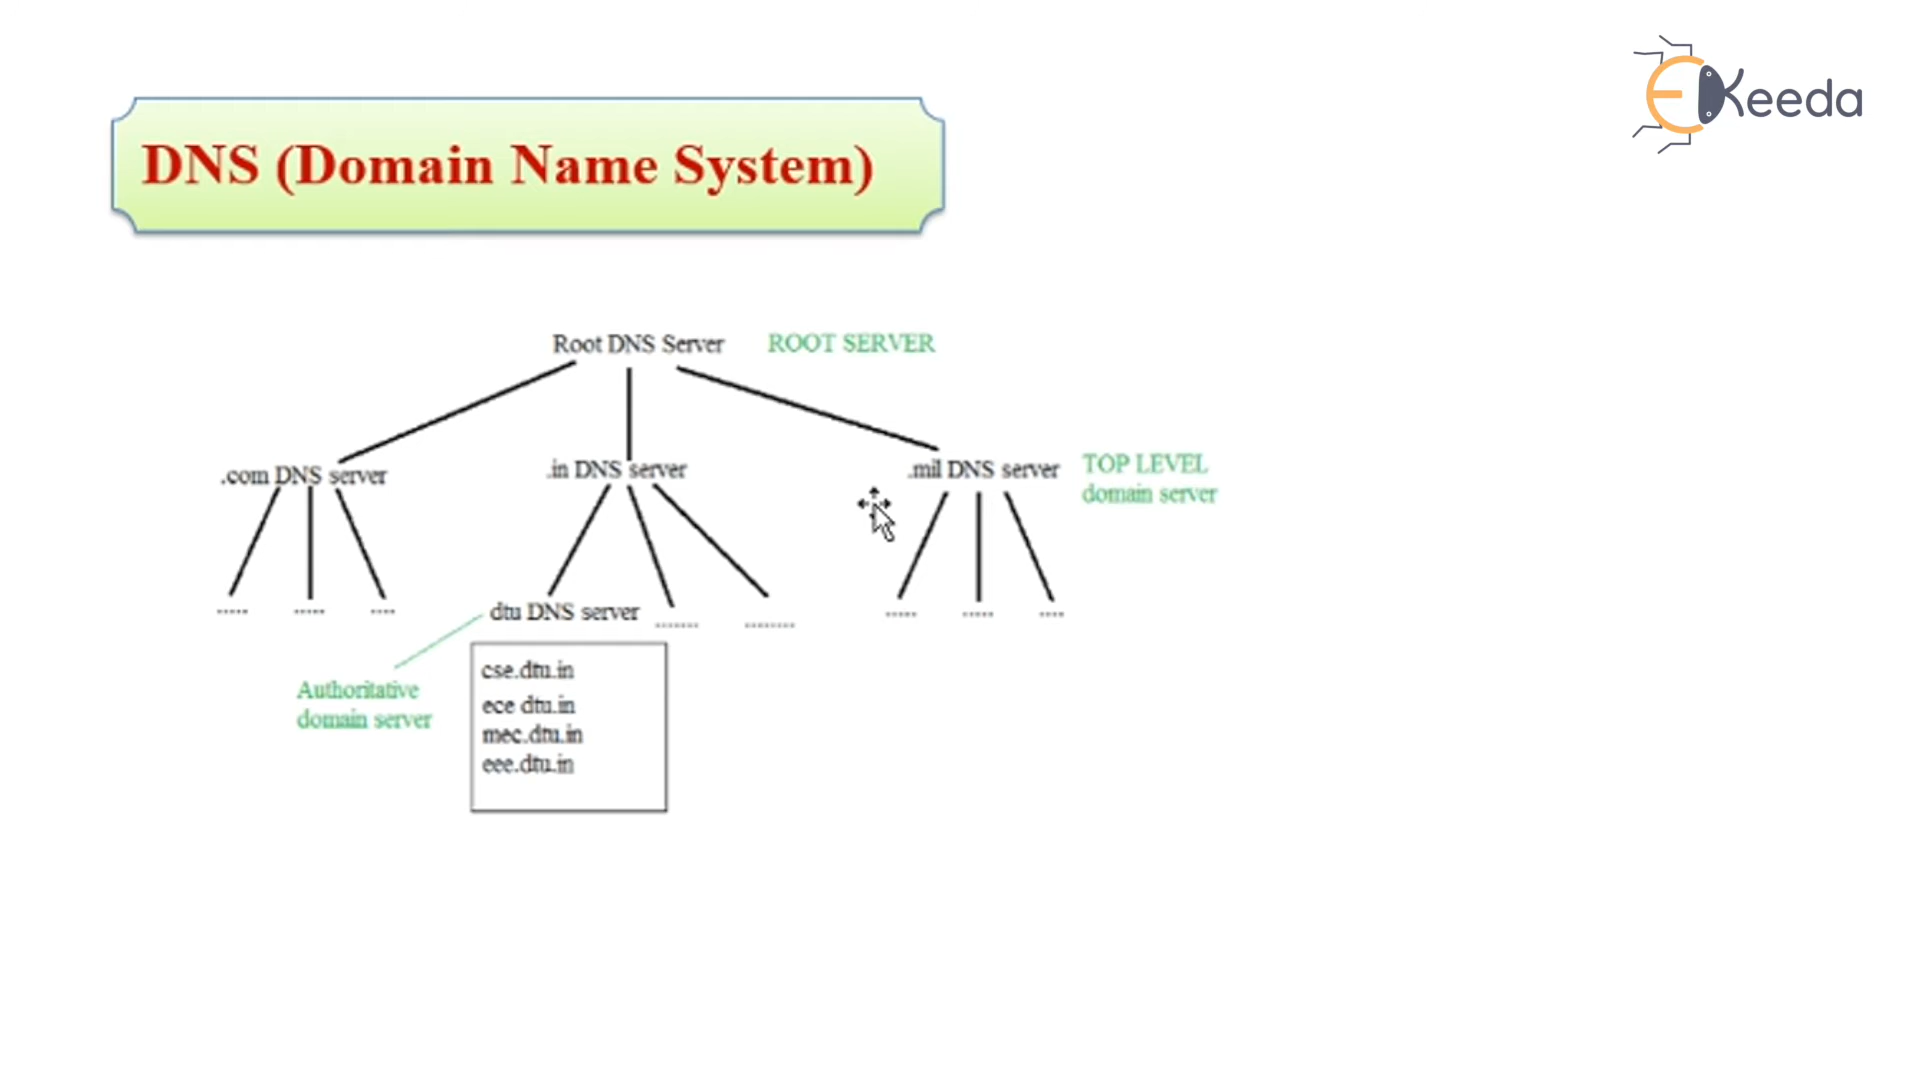 Keeda
DNS (Domain Name System)
Root DNS Server ROOT SERVER
.com DNS server .in DNS server .mil DNS server TOP LEVEL
domain server
..... ..... .... dtu DNS server ....... ........ ..... ..... ....
Authoritative
domain server
cse.dtu.in
ece dtu.in
mec.dtu.in
eee.dtu.in